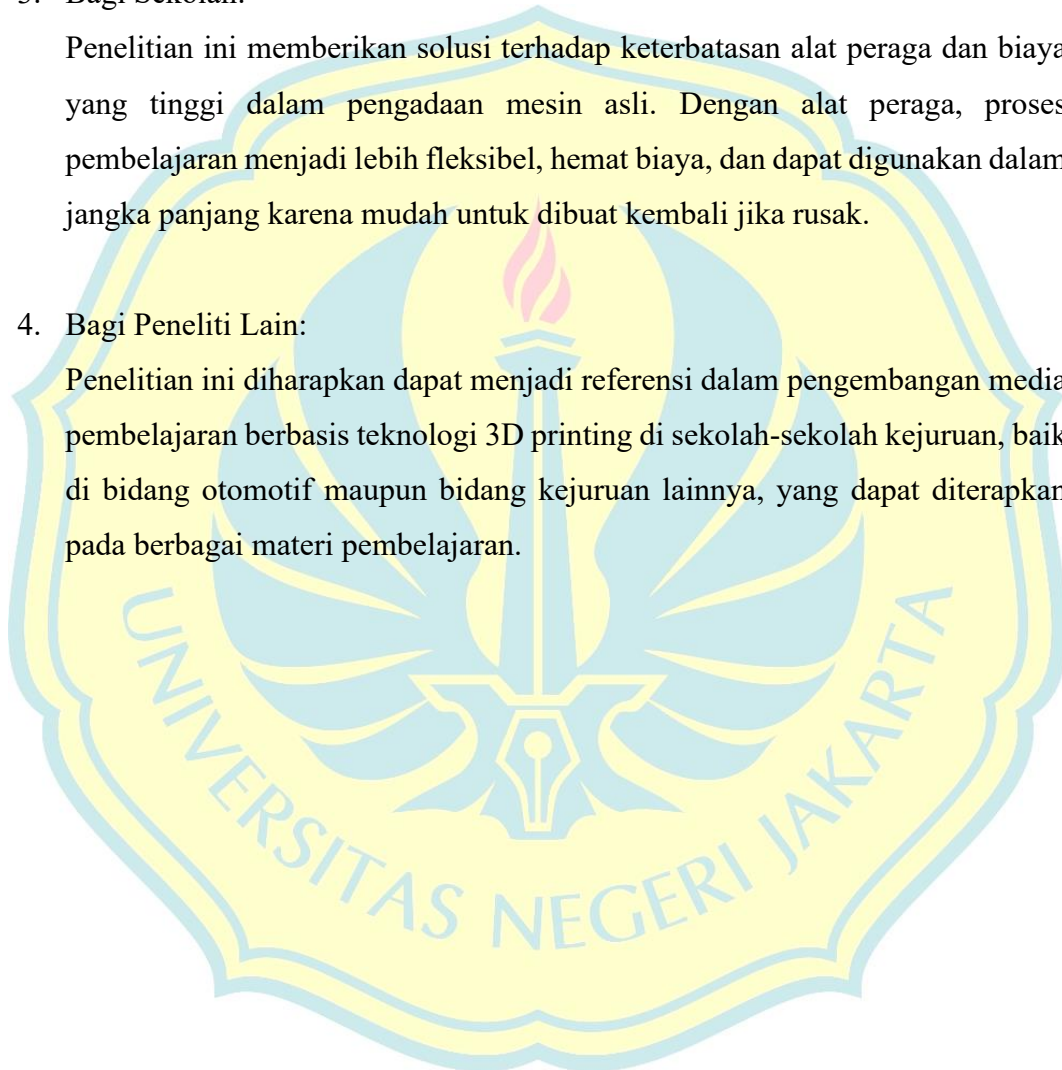 3. Bagi Sekolah:
Penelitian ini memberikan solusi terhadap keterbatasan alat peraga dan biaya
yang tinggi dalam pengadaan mesin asli. Dengan alat peraga, proses
pembelajaran menjadi lebih fleksibel, hemat biaya, dan dapat digunakan dalam
jangka panjang karena mudah untuk dibuat kembali jika rusak.
4. Bagi Peneliti Lain:
Penelitian ini diharapkan dapat menjadi referensi dalam pengembangan media
pembelajaran berbasis teknologi 3D printing di sekolah-sekolah kejuruan, baik
di bidang otomotif maupun bidang kejuruan lainnya, yang dapat diterapkan
pada berbagai materi pembelajaran.
UNIVERSITAS NEGERI JAKARTA